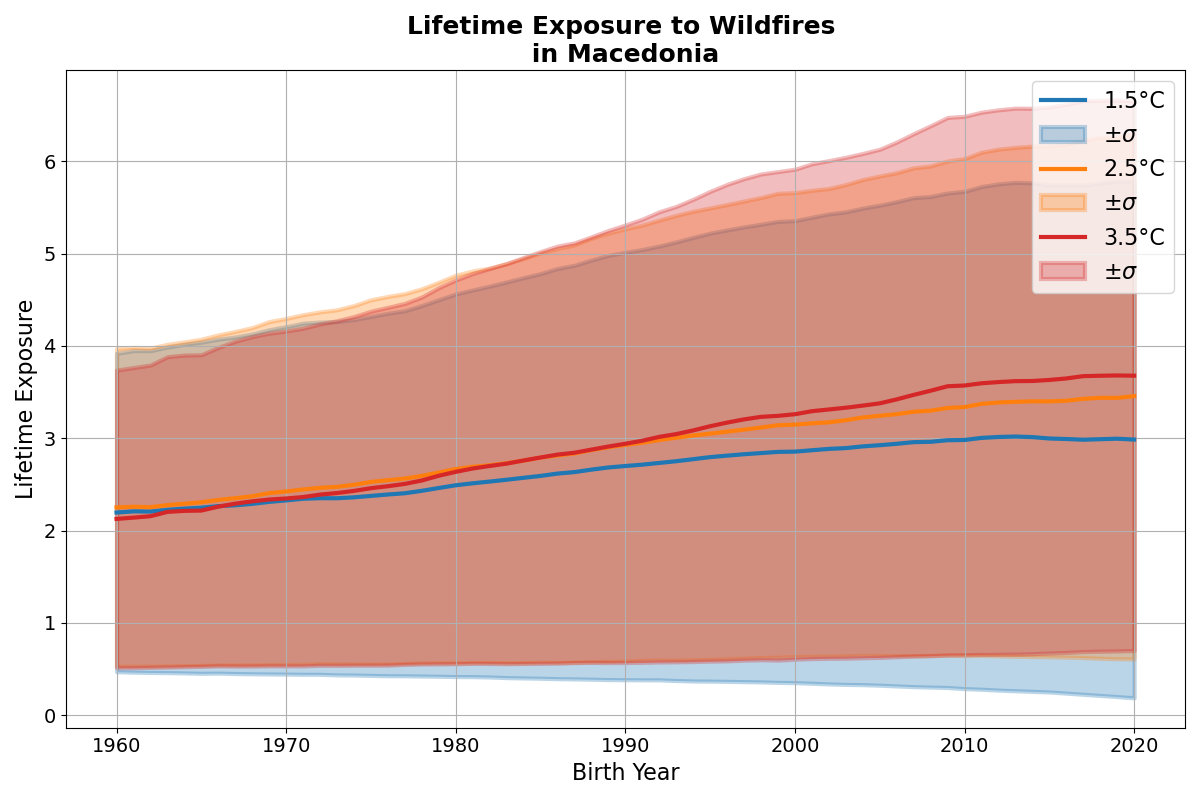 Lifetime Exposure to Wildfires
in Macedonia
Lifetime Exposure
6
5
4
3
2
1
0
1960 1970 1980 1990 2000 2010 2020
Birth Year
1.5°C
±σ
2.5°C
±σ
3.5°C
±σ